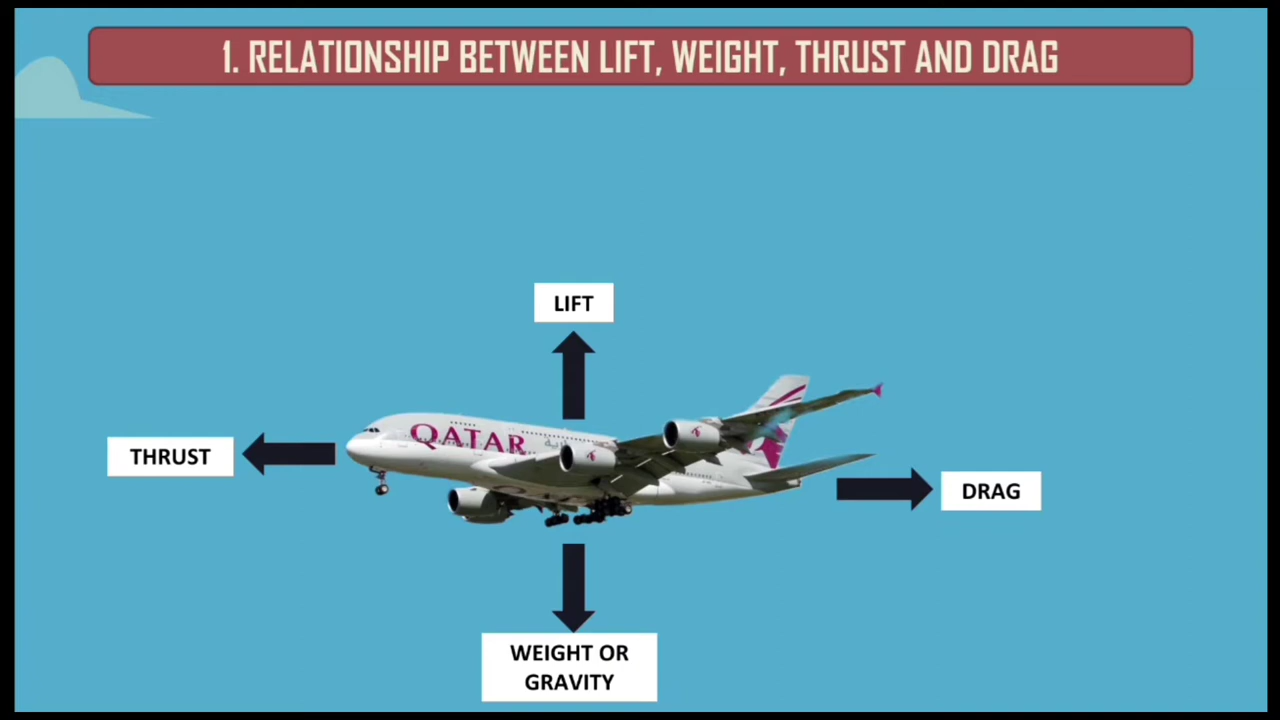 1. RELATIONSHIP BETWEEN LIFT, WEIGHT, THRUST AND DRAG
LIFT
QATAR
THRUST
DRAG
WEIGHT OR
GRAVITY